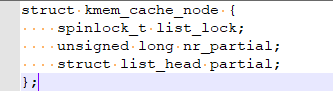 struct kmem_cache_node {
    spinlock_t list_lock;
    unsigned long nr_partial;
    struct list_head partial;
};